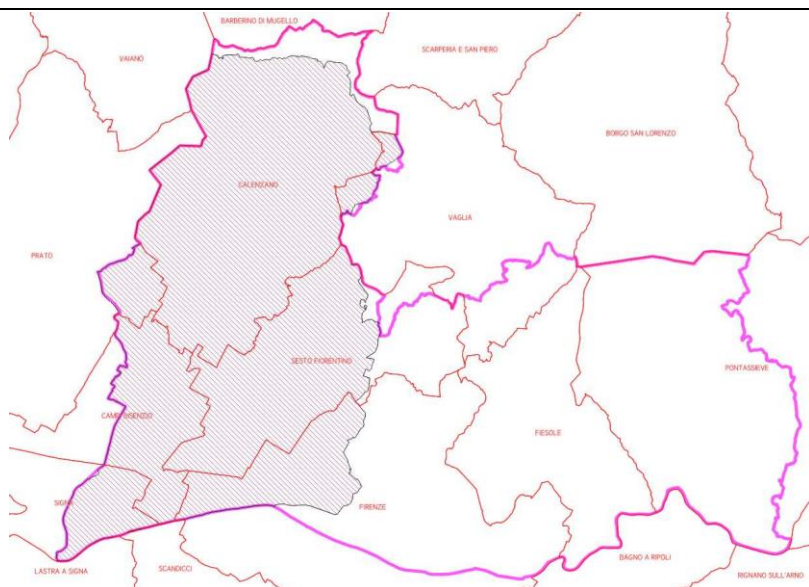 BARBERINO DI MUGELLO
SCARPERIA E SAN PIERO
VAIANO
BORGO SAN LORENZO
CALENZANO
VAGLIA
PRATO
SESTO FIORENTINO
PONTASSIEVE
CAMPI BISENZIO
FIESOLE
SIGNA
FIRENZE
BAGNO A RIPOLI
LASTRA A SIGNA
SCANDICCI
RIGNANO SULL'ARNO